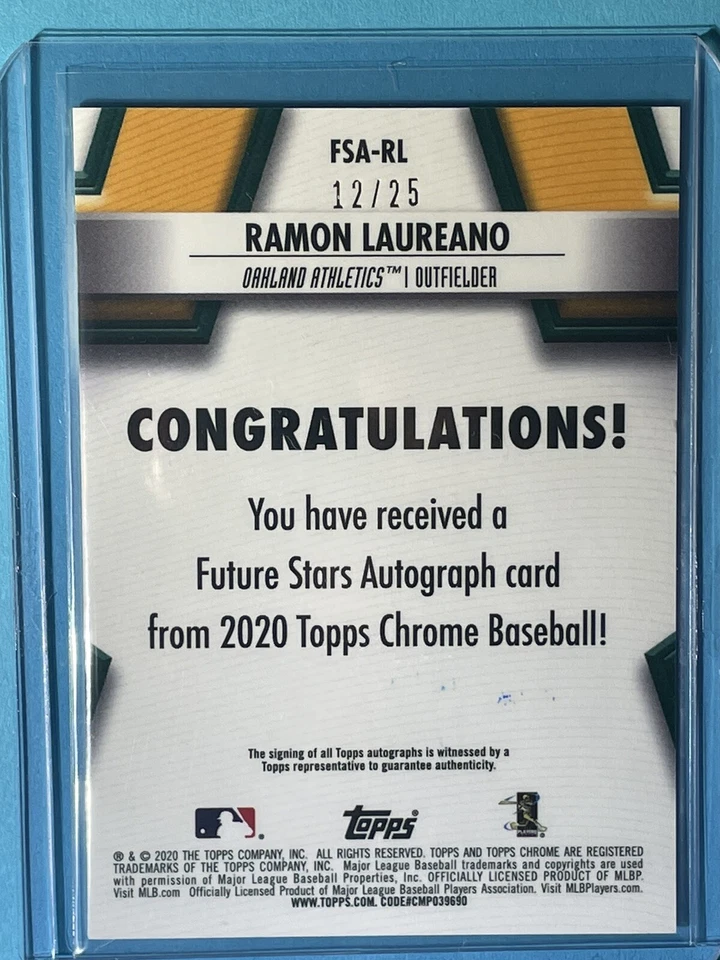 FSA-RL
12/25
RAMON LAUREANO
OAKLAND ATHLETICS™ | OUTFIELDER
CONGRATULATIONS!
You have received a
Future Stars Autograph card
from 2020 Topps Chrome Baseball!
The signing of all Topps autographs is witnessed by a
Topps representative to guarantee authenticity.
Topps
PLAYERS
® & © 2020 THE TOPPS COMPANY, INC. ALL RIGHTS RESERVED. TOPPS AND TOPPS CHROME ARE REGISTERED
TRADEMARKS OF THE TOPPS COMPANY, INC. Major League Baseball trademarks and copyrights are used
with permission of Major League Baseball Properties, Inc. OFFICIALLY LICENSED PRODUCT OF MLBP.
Visit MLB.com Officially Licensed Product of Major League Baseball Players Association. Visit MLBPlayers.com.
WWW.TOPPS.COM. CODE#CMP039690